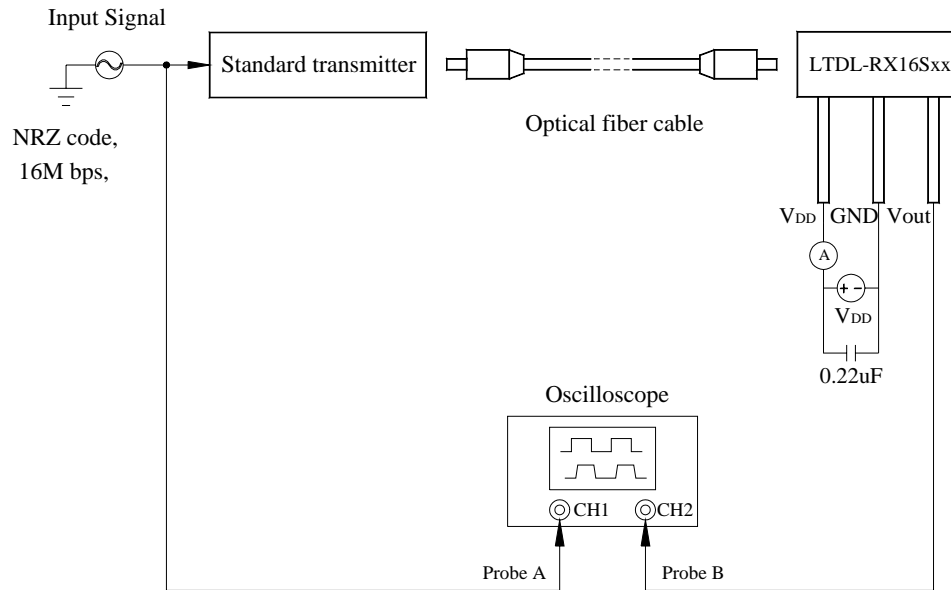 Input Signal
Standard transmitter
LTDL-RX16Sxx
Optical fiber cable
NRZ code,
16M bps,
VDD GND Vout
A
+ -
VDD
0.22uF
Oscilloscope
CH1
CH2
Probe A
Probe B